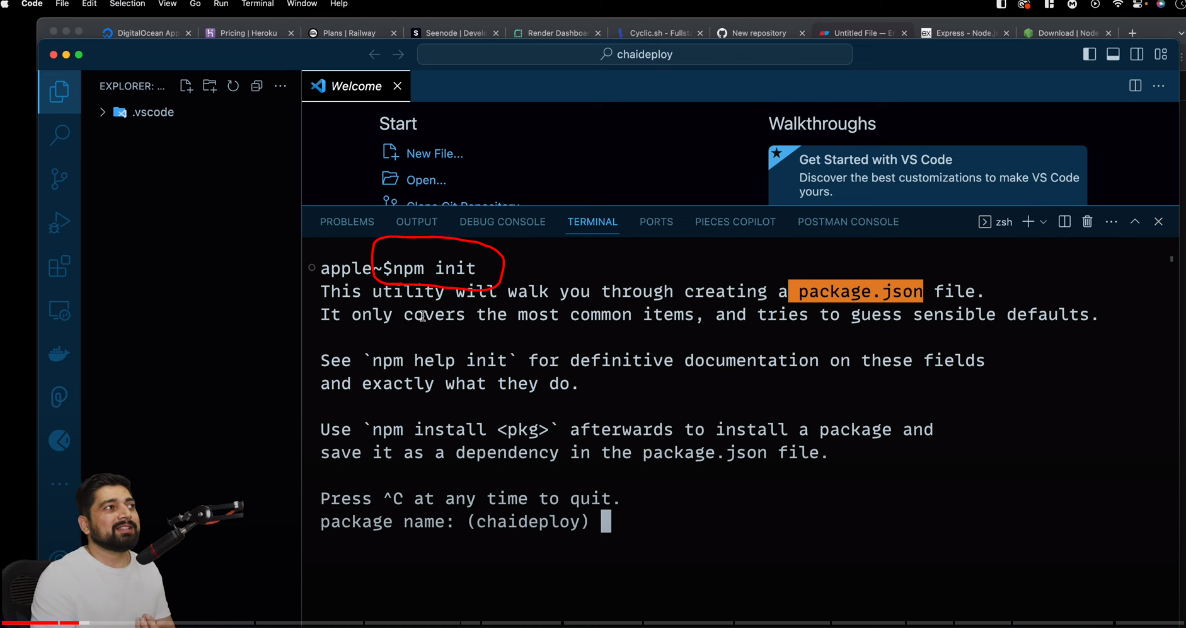 Code File Edit Selection View Go Run Terminal Window Help
DigitalOcean App Pricing | Heroku Plans | Railway Seenode | Develo Render Dashboa Cyclic.sh - Fullsta New repository Untitled File — E Express - Node.j Download | Node
chaideploy
EXPLORER: ...
Welcome
.vscode
Start
Walkthroughs
New File...
Open...
Clone Git Repository...
Get Started with VS Code
Discover the best customizations to make VS Code
yours.
PROBLEMS OUTPUT DEBUG CONSOLE TERMINAL PORTS PIECES COPILOT POSTMAN CONSOLE
zsh
apple~$npm init
This utility will walk you through creating a package.json file.
It only covers the most common items, and tries to guess sensible defaults.
See `npm help init` for definitive documentation on these fields
and exactly what they do.
Use `npm install <pkg>` afterwards to install a package and
save it as a dependency in the package.json file.
Press ^C at any time to quit.
package name: (chaideploy)